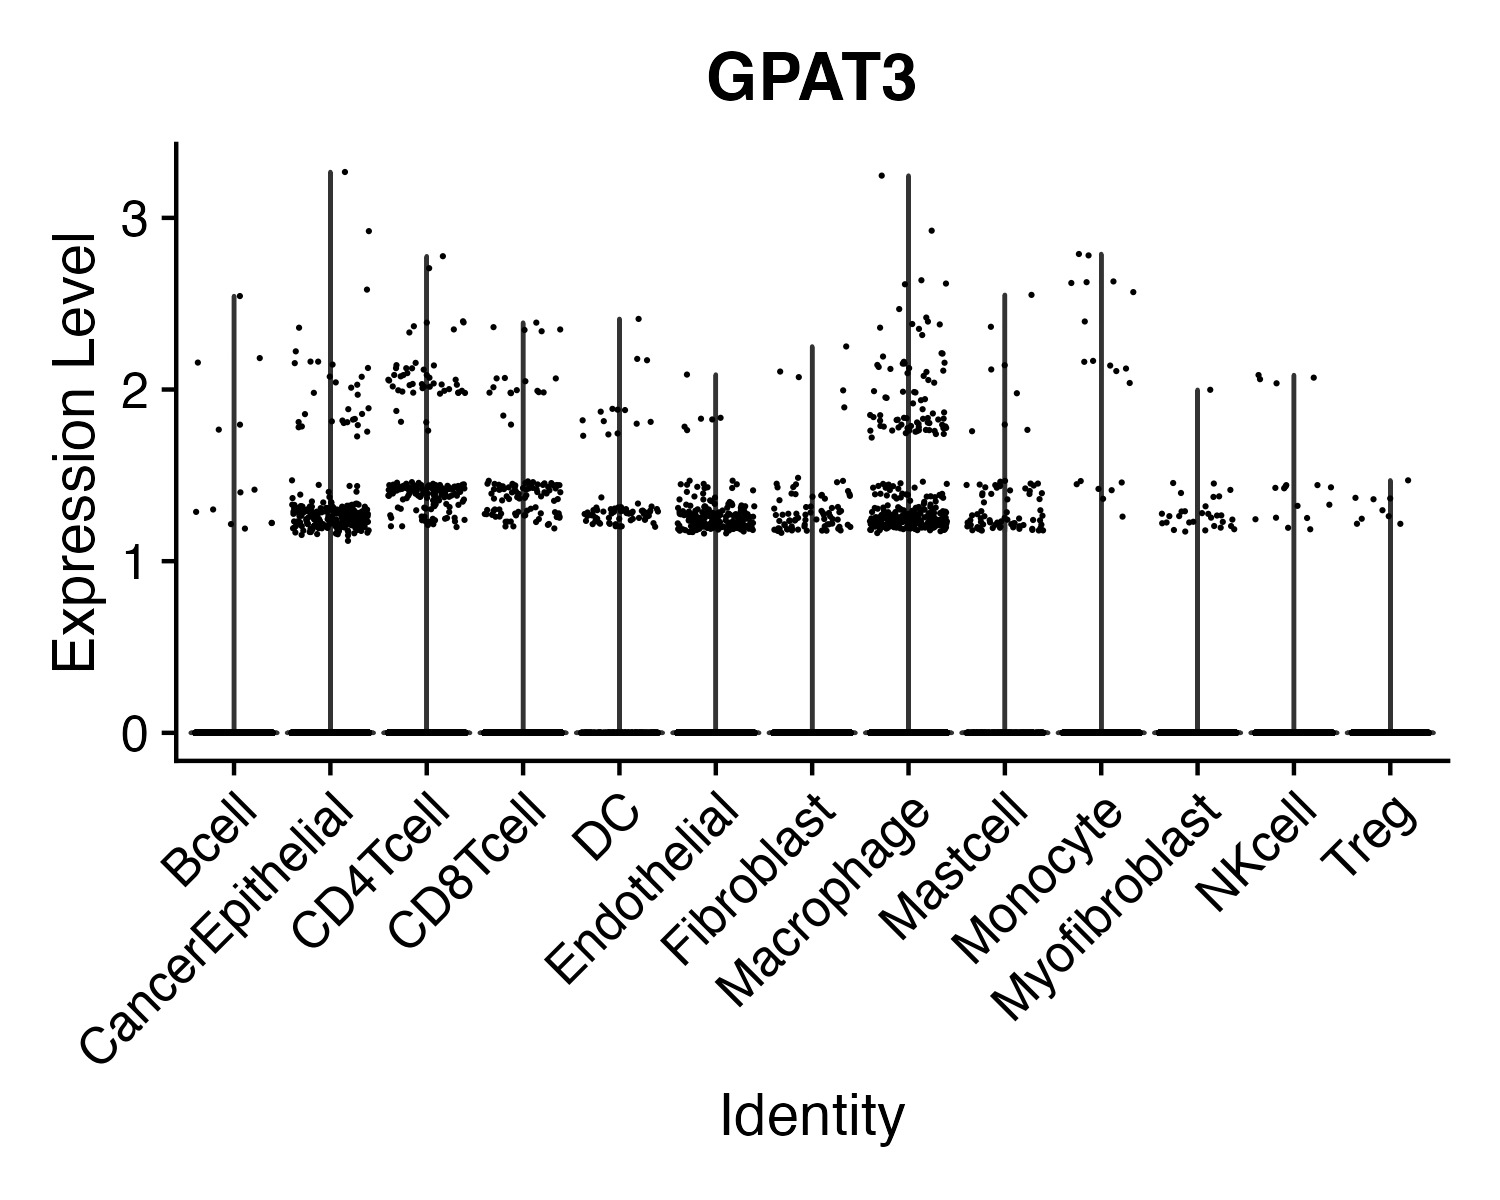 GPAT3
Expression Level
3
2
1
0
Bcell
CancerEpithelial
CD4Tcell
CD8Tcell
DC
Endothelial
Fibroblast
Macrophage
Mastcell
Monocyte
Myofibroblast
NKcell
Treg
Identity